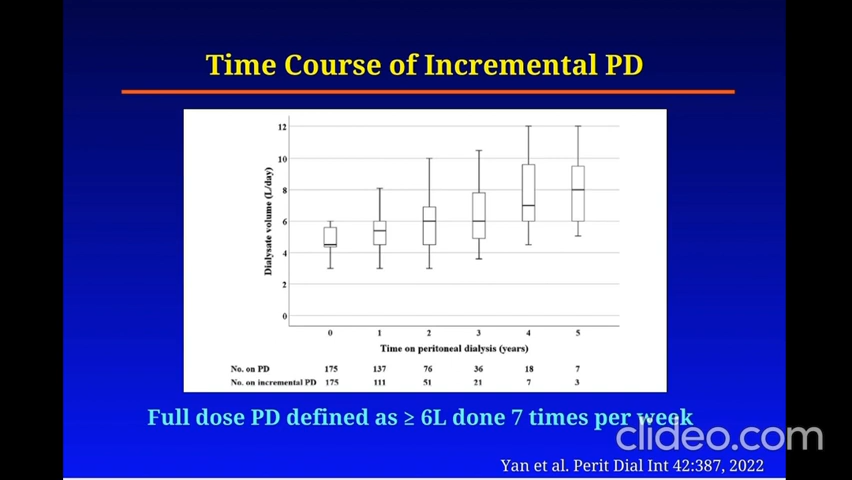 Time Course of Incremental PD
12
10
8
6
4
2
0
Dialysate volume (L/day)
0 1 2 3 4 5
Time on peritoneal dialysis (years)
No. on PD 175 137 76 36 18 7
No. on incremental PD 175 111 51 21 7 3
Full dose PD defined as ≥ 6L done 7 times per week
clideo.com
Yan et al. Perit Dial Int 42:387, 2022